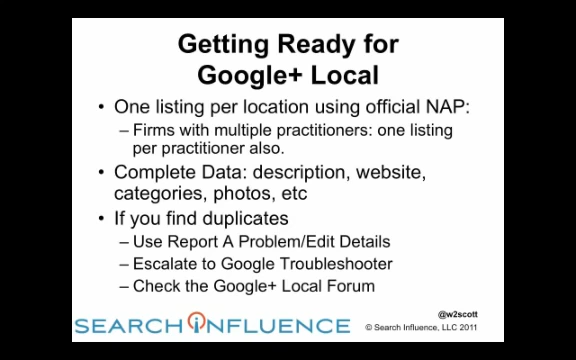 Getting Ready for
Google+ Local
• One listing per location using official NAP:
– Firms with multiple practitioners: one listing
per practitioner also.
• Complete Data: description, website,
categories, photos, etc
• If you find duplicates
– Use Report A Problem/Edit Details
– Escalate to Google Troubleshooter
– Check the Google+ Local Forum
@w2scott
SEARCH INFLUENCE
© Search Influence, LLC 2011